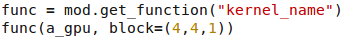 func = mod.get_function("kernel_name")
func(a_gpu, block=(4,4,1))